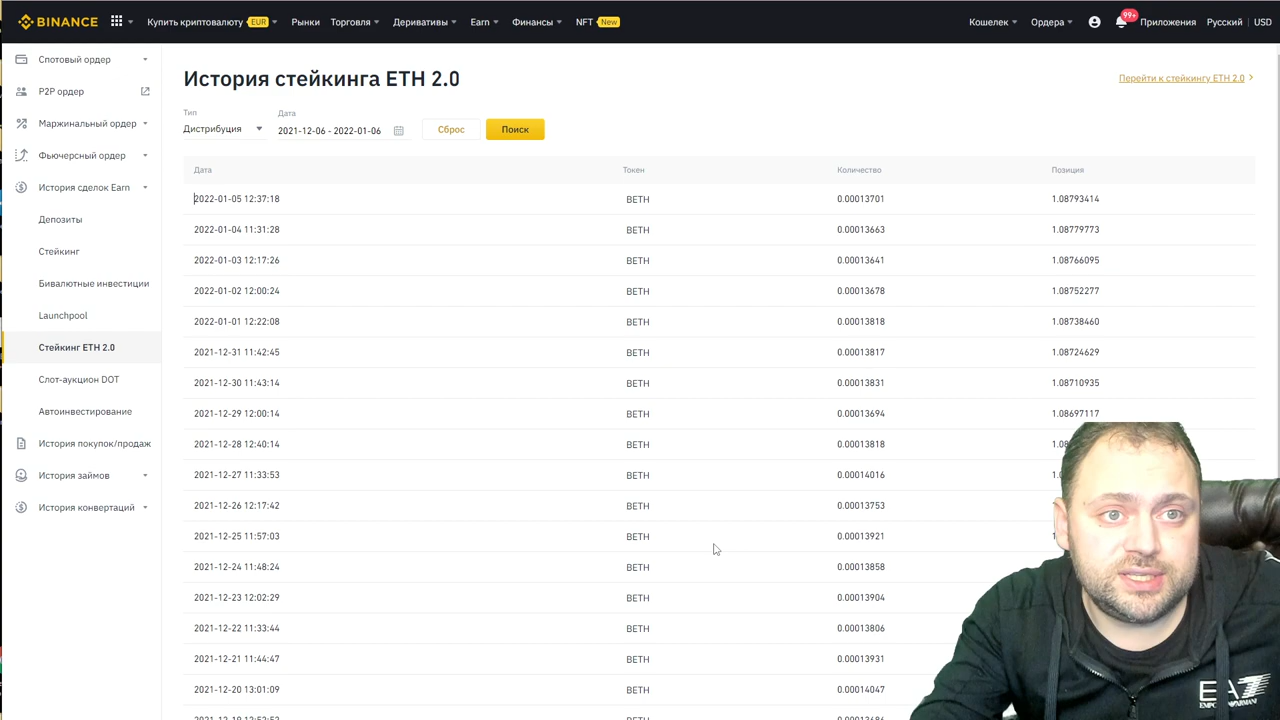 BINANCE Купить криптовалюту EUR Рынки Торговля Деривативы Earn Финансы NFT New Кошелек Ордера 99+ Приложения Русский | USD
Спотовый ордер
P2P ордер
Маржинальный ордер
Фьючерсный ордер
История сделок Earn
Депозиты
Стейкинг
Бивалютные инвестиции
Launchpool
Стейкинг ETH 2.0
Слот-аукцион DOT
Автоинвестирование
История покупок/продаж
История займов
История конвертаций
История стейкинга ETH 2.0
Перейти к стейкингу ETH 2.0
Тип Дата
Дистрибуция 2021-12-06 - 2022-01-06 Сброс Поиск
Дата Токен Количество Позиция
2022-01-05 12:37:18 BETH 0.00013701 1.08793414
2022-01-04 11:31:28 BETH 0.00013663 1.08779773
2022-01-03 12:17:26 BETH 0.00013641 1.08766095
2022-01-02 12:00:24 BETH 0.00013678 1.08752277
2022-01-01 12:22:08 BETH 0.00013818 1.08738460
2021-12-31 11:42:45 BETH 0.00013817 1.08724629
2021-12-30 11:43:14 BETH 0.00013831 1.08710935
2021-12-29 12:00:14 BETH 0.00013694 1.08697117
2021-12-28 12:40:14 BETH 0.00013818
2021-12-27 11:33:53 BETH 0.00014016
2021-12-26 12:17:42 BETH 0.00013753
2021-12-25 11:57:03 BETH 0.00013921
2021-12-24 11:48:24 BETH 0.00013858
2021-12-23 12:02:29 BETH 0.00013904
2021-12-22 11:33:44 BETH 0.00013806
2021-12-21 11:44:47 BETH 0.00013931
2021-12-20 13:01:09 BETH 0.00014047